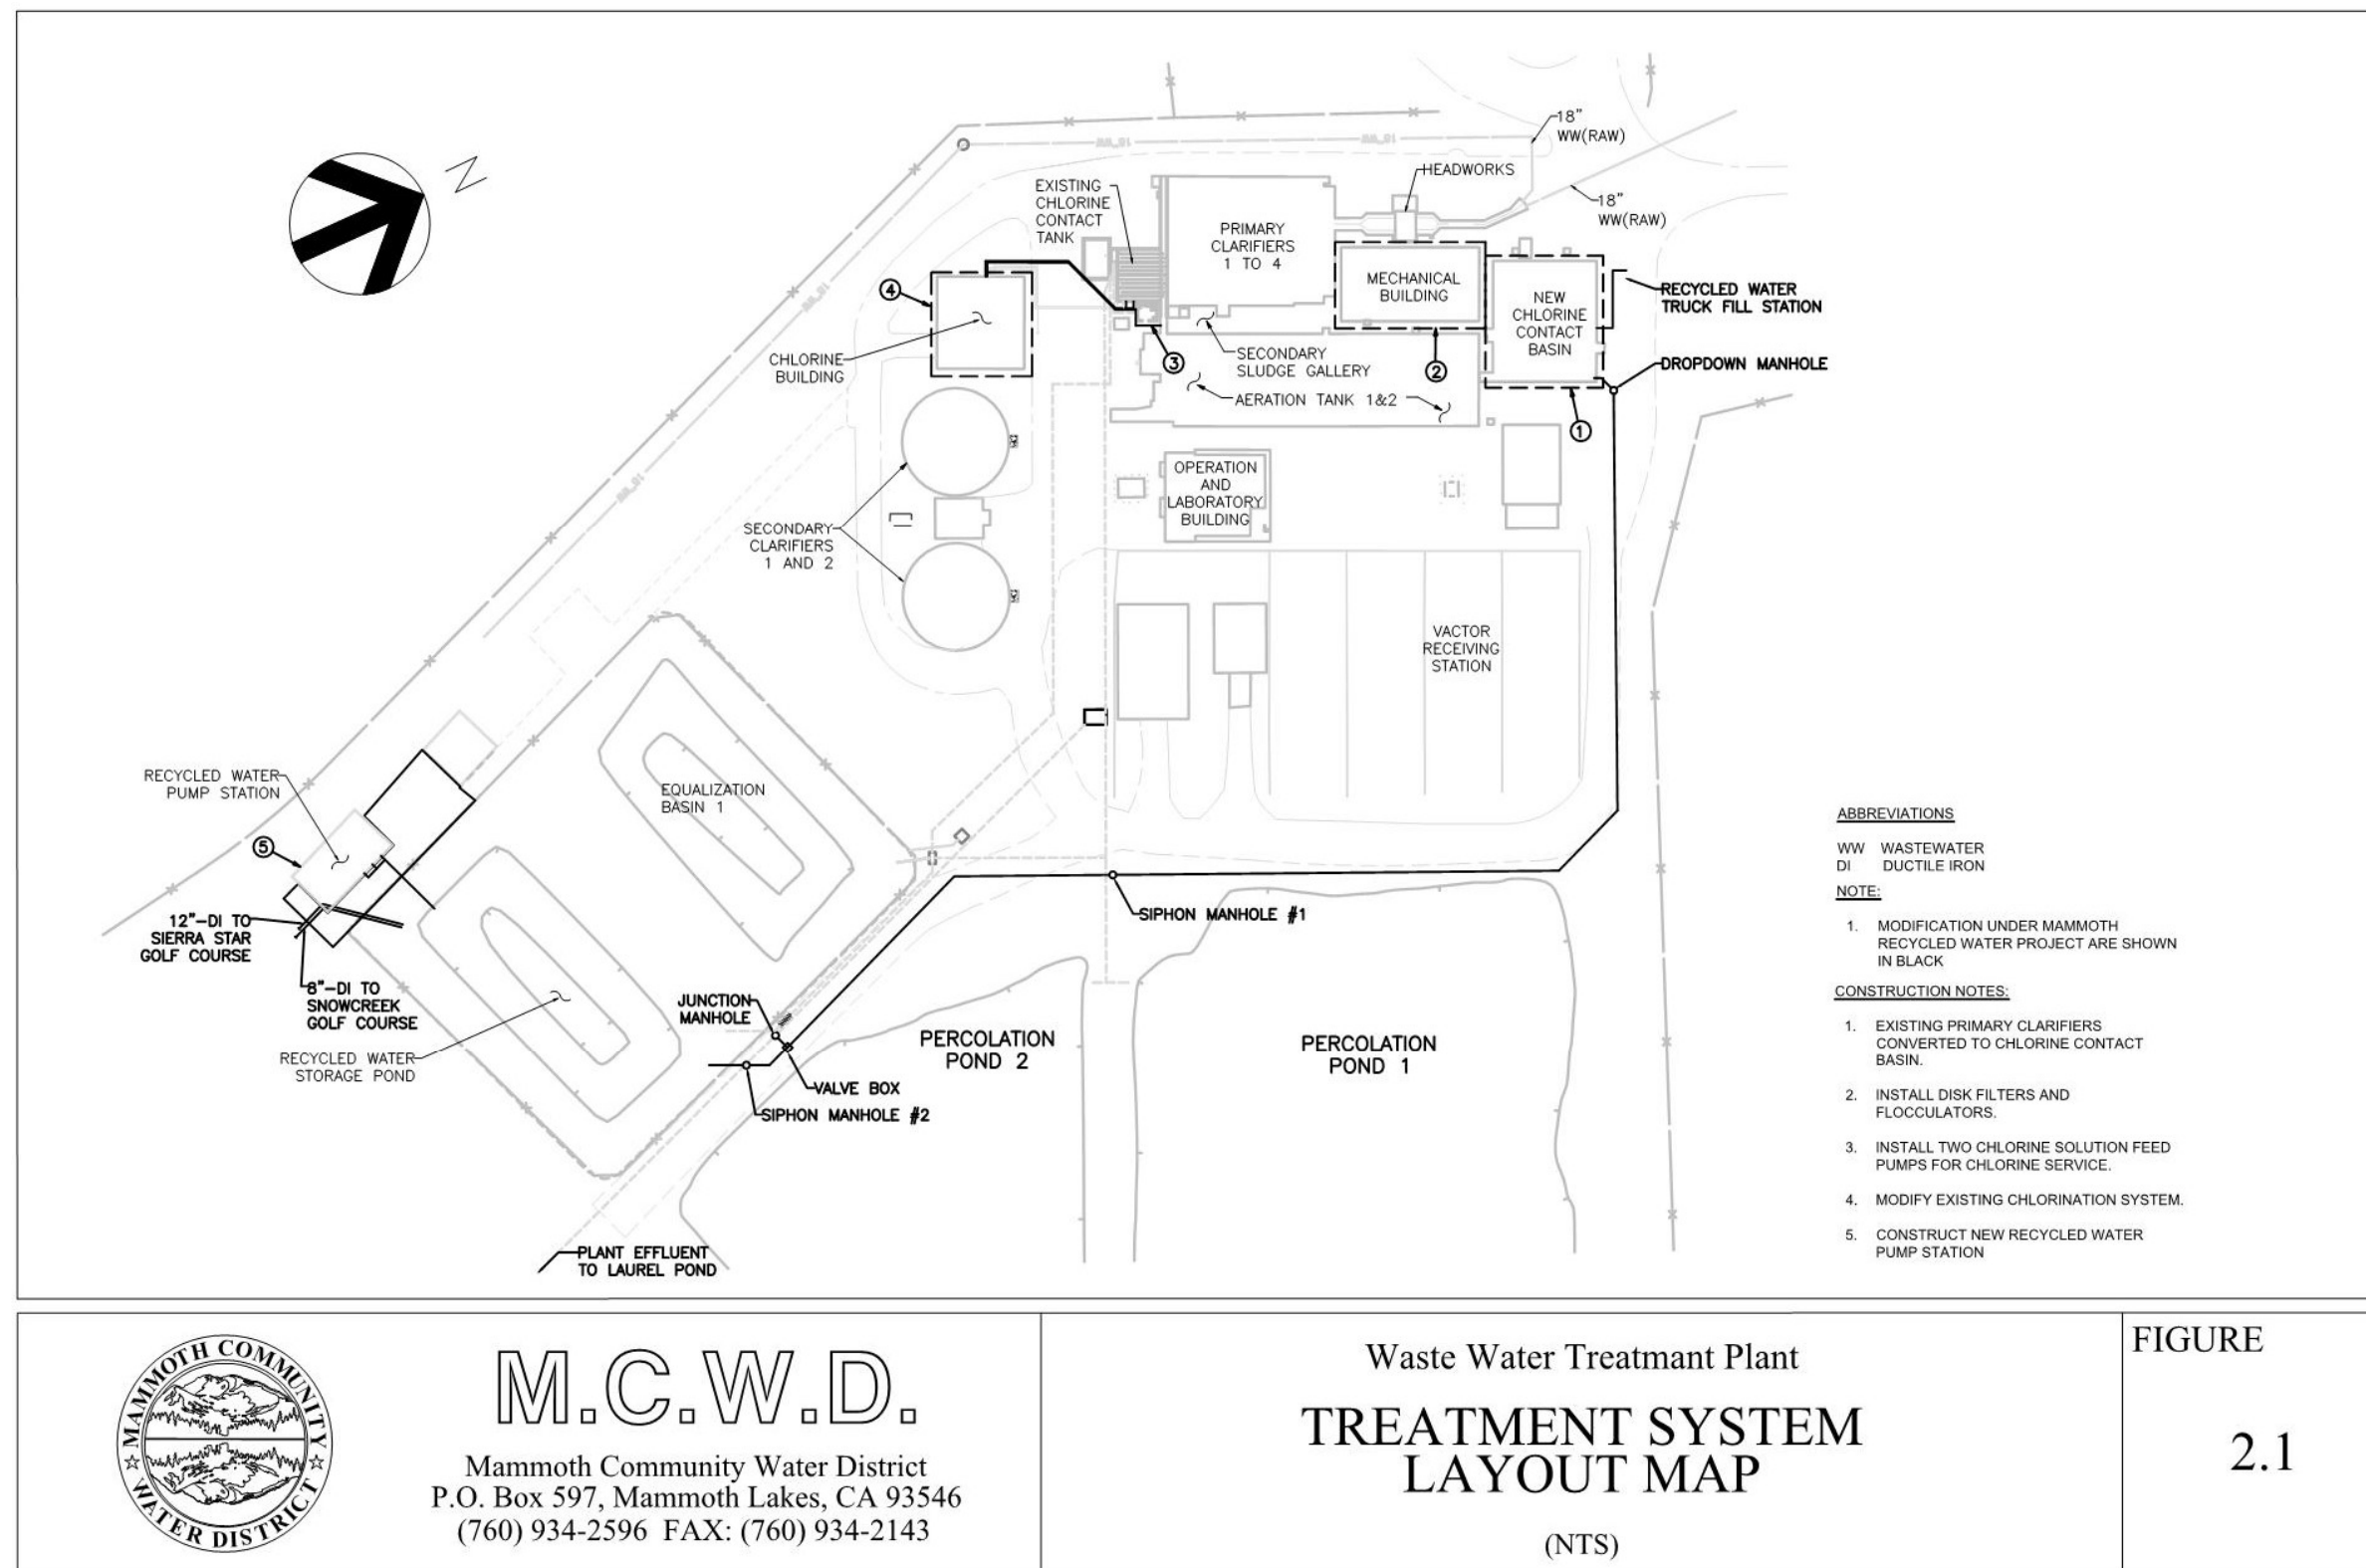 N
18"
WW(RAW)
18"
WW(RAW)
HEADWORKS
EXISTING
CHLORINE
CONTACT
TANK
PRIMARY
CLARIFIERS
1 TO 4
MECHANICAL
BUILDING
NEW
CHLORINE
CONTACT
BASIN
RECYCLED WATER
TRUCK FILL STATION
DROPDOWN MANHOLE
4
CHLORINE
BUILDING
3
SECONDARY
SLUDGE GALLERY
2
AERATION TANK 1&2
1
OPERATION
AND
LABORATORY
BUILDING
SECONDARY
CLARIFIERS
1 AND 2
VACTOR
RECEIVING
STATION
RECYCLED WATER
PUMP STATION
EQUALIZATION
BASIN 1
5
12"-DI TO
SIERRA STAR
GOLF COURSE
8"-DI TO
SNOWCREEK
GOLF COURSE
RECYCLED WATER
STORAGE POND
SIPHON MANHOLE #1
JUNCTION
MANHOLE
PERCOLATION
POND 2
PERCOLATION
POND 1
VALVE BOX
SIPHON MANHOLE #2
PLANT EFFLUENT
TO LAUREL POND
18"WW
18"WW
18"WW
18"WW
ABBREVIATIONS
WW WASTEWATER
DI DUCTILE IRON
NOTE:
1. MODIFICATION UNDER MAMMOTH
RECYCLED WATER PROJECT ARE SHOWN
IN BLACK
CONSTRUCTION NOTES:
1. EXISTING PRIMARY CLARIFIERS
CONVERTED TO CHLORINE CONTACT
BASIN.
2. INSTALL DISK FILTERS AND
FLOCCULATORS.
3. INSTALL TWO CHLORINE SOLUTION FEED
PUMPS FOR CHLORINE SERVICE.
4. MODIFY EXISTING CHLORINATION SYSTEM.
5. CONSTRUCT NEW RECYCLED WATER
PUMP STATION
MAMMOTH COMMUNITY
WATER DISTRICT
M.C.W.D.
Mammoth Community Water District
P.O. Box 597, Mammoth Lakes, CA 93546
(760) 934-2596 FAX: (760) 934-2143
Waste Water Treatmant Plant
TREATMENT SYSTEM
LAYOUT MAP
(NTS)
FIGURE
2.1